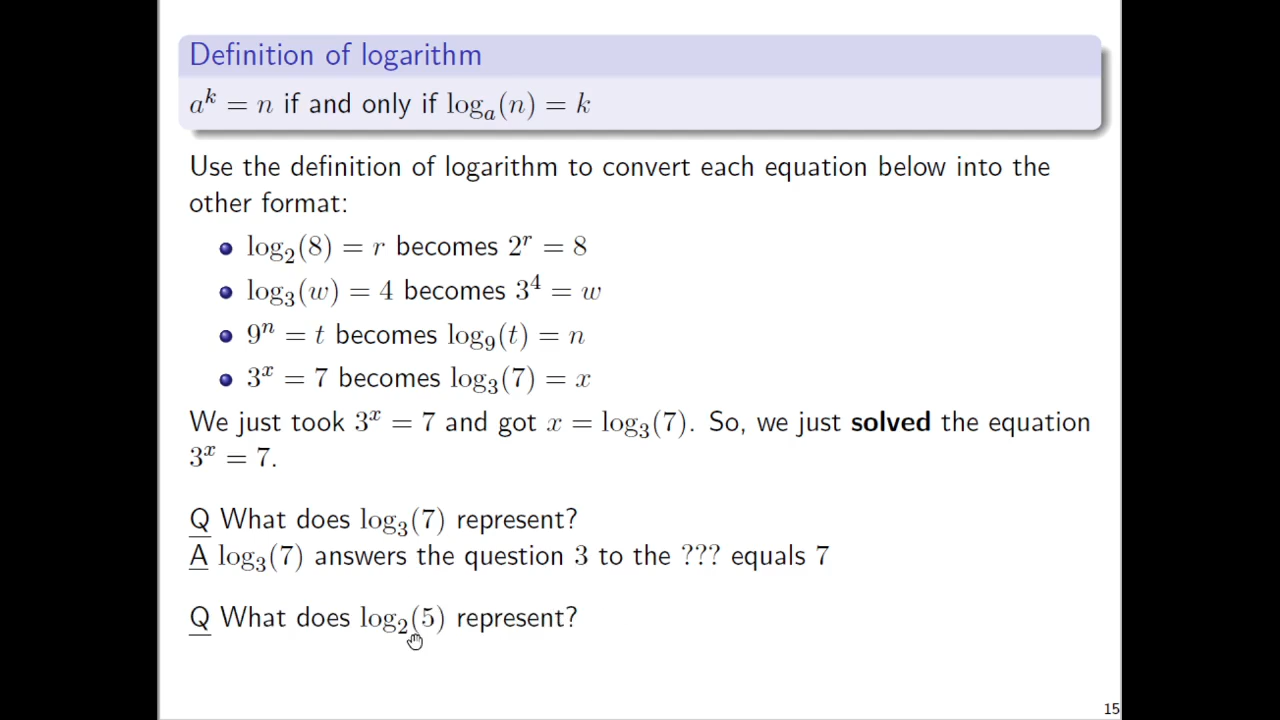 Definition of logarithm
a^k = n if and only if log_a(n) = k
Use the definition of logarithm to convert each equation below into the
other format:
log_2(8) = r becomes 2^r = 8
log_3(w) = 4 becomes 3^4 = w
9^n = t becomes log_9(t) = n
3^x = 7 becomes log_3(7) = x
We just took 3^x = 7 and got x = log_3(7). So, we just solved the equation
3^x = 7.
Q What does log_3(7) represent?
A log_3(7) answers the question 3 to the ??? equals 7
Q What does log_2(5) represent?
15